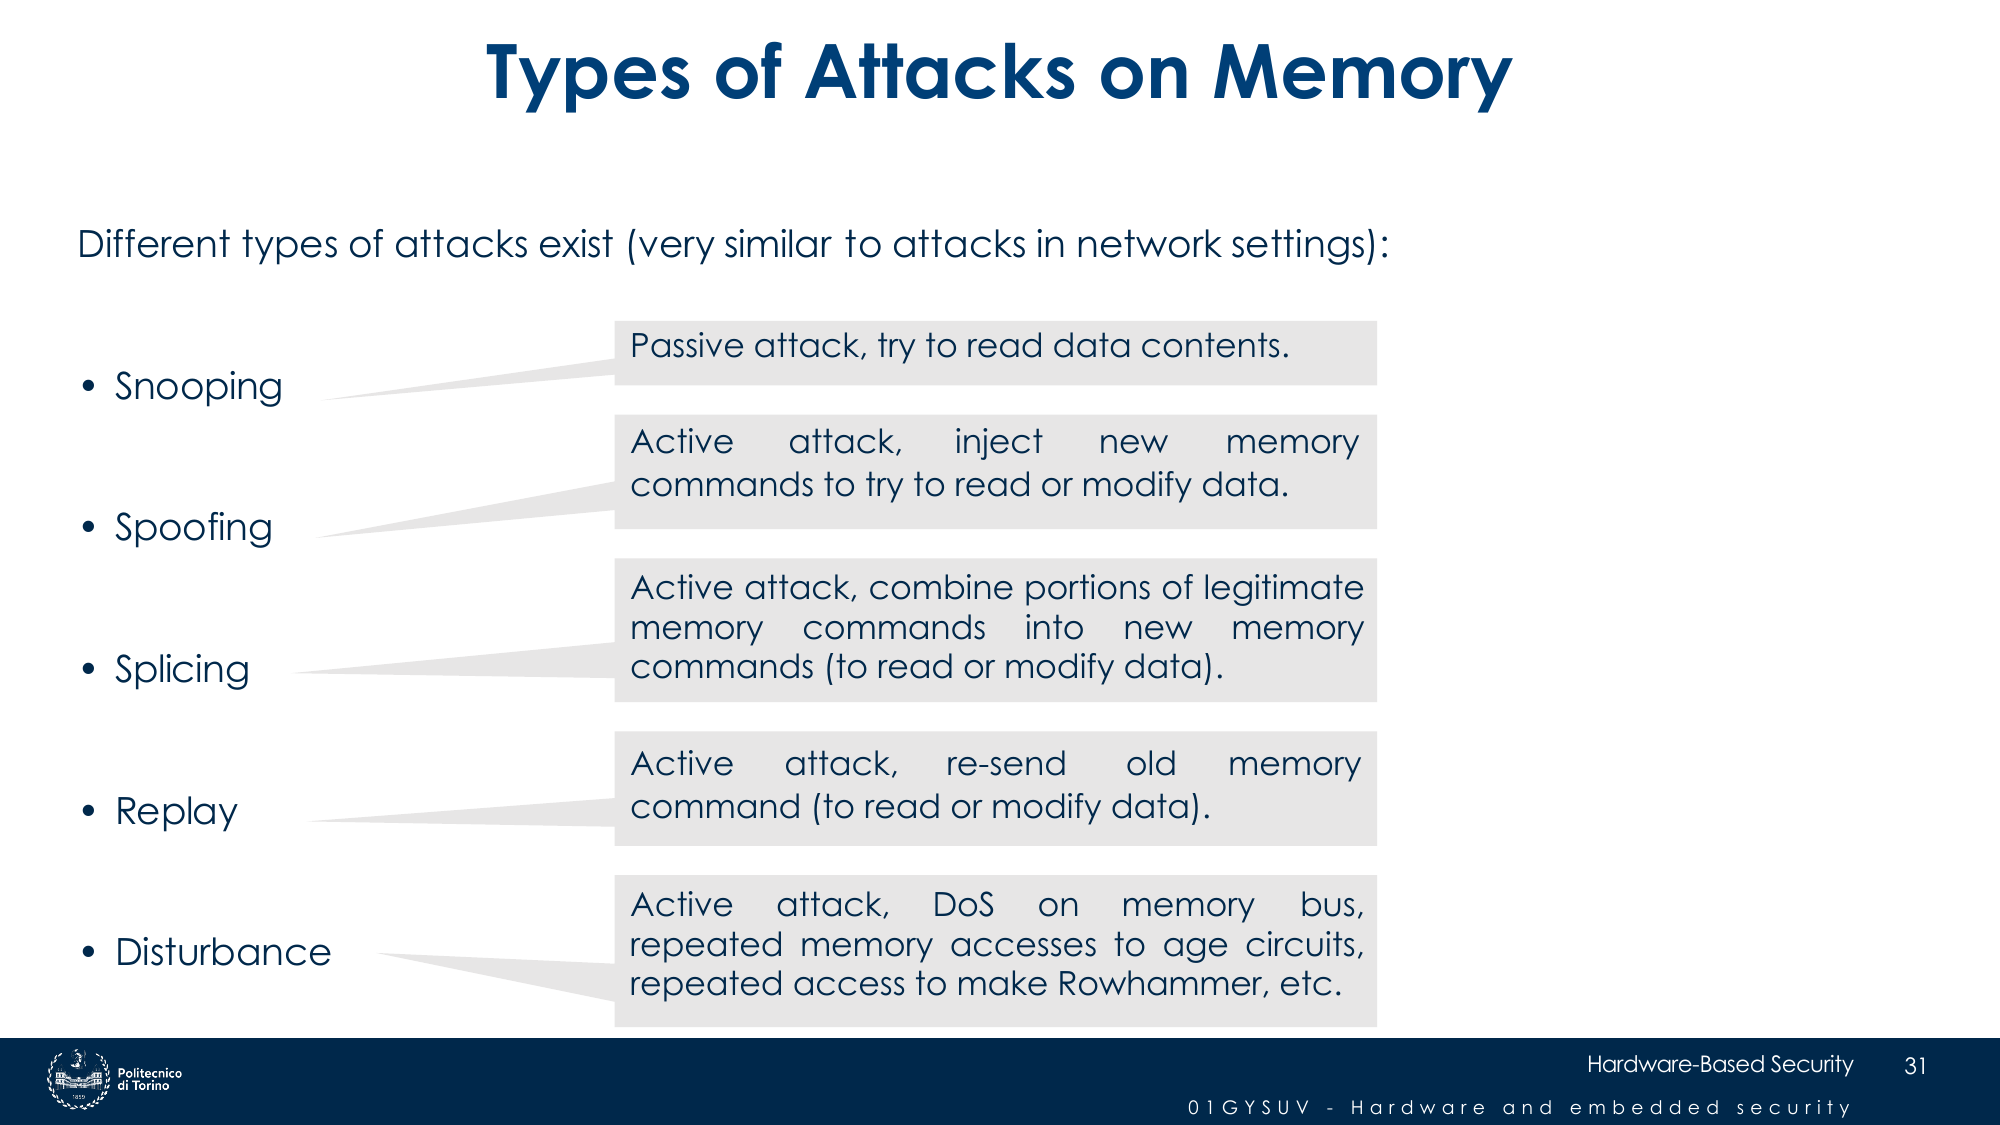 Types of Attacks on Memory
Different types of attacks exist (very similar to attacks in network settings):
• Snooping
Passive attack, try to read data contents.
• Spoofing
Active attack, inject new memory
commands to try to read or modify data.
• Splicing
Active attack, combine portions of legitimate
memory commands into new memory
commands (to read or modify data).
• Replay
Active attack, re-send old memory
command (to read or modify data).
• Disturbance
Active attack, DoS on memory bus,
repeated memory accesses to age circuits,
repeated access to make Rowhammer, etc.
1859
Politecnico
di Torino
Hardware-Based Security
31
01GYSUV - Hardware and embedded security